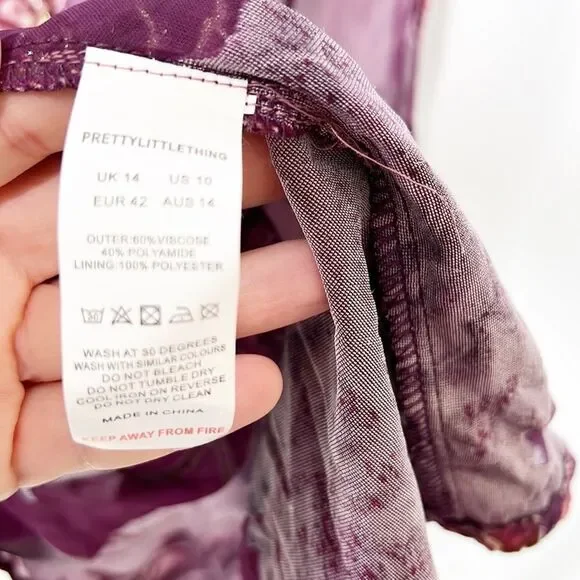 PRETTYLITTLETHING
UK 14 US 10
EUR 42 AUS 14
OUTER:60%VISCOSE
40% POLYAMIDE
LINING:100% POLYESTER
WASH AT 30 DEGREES
WASH WITH SIMILAR COLOURS
DO NOT BLEACH
DO NOT TUMBLE DRY
COOL IRON ON REVERSE
DO NOT DRY CLEAN
MADE IN CHINA
KEEP AWAY FROM FIRE